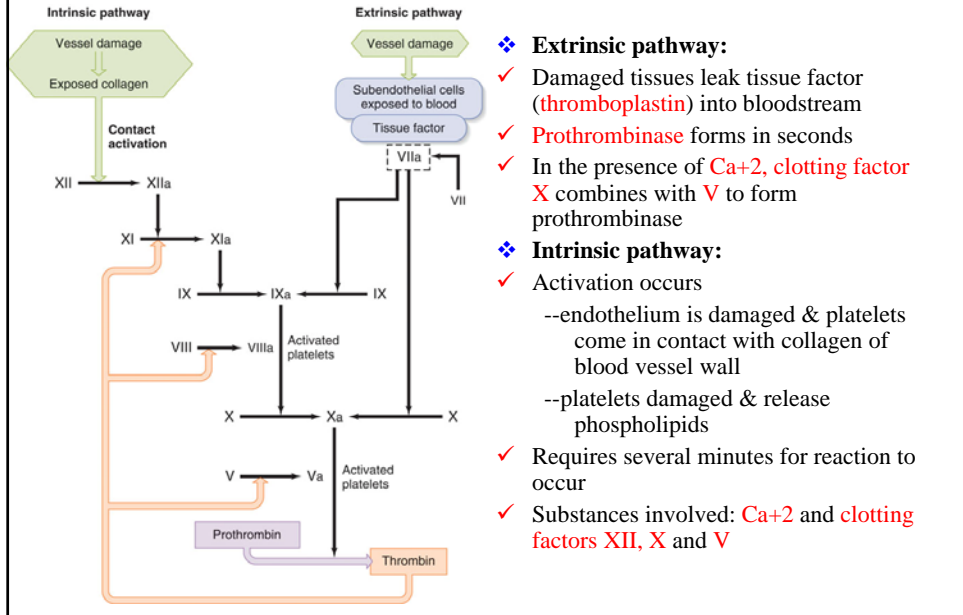 Intrinsic pathway
Vessel damage
Exposed collagen
Contact
activation
XII
XIIa
XI
XIa
IX
IXa
IX
VIII
VIIIa
Activated
platelets
X
Xa
X
V
Va
Activated
platelets
Prothrombin
Thrombin
Extrinsic pathway
Vessel damage
Subendothelial cells
exposed to blood
Tissue factor
VIIa
VII
❖ Extrinsic pathway:
✓ Damaged tissues leak tissue factor
(thromboplastin) into bloodstream
✓ Prothrombinase forms in seconds
✓ In the presence of Ca+2, clotting factor
X combines with V to form
prothrombinase
❖ Intrinsic pathway:
✓ Activation occurs
--endothelium is damaged & platelets
come in contact with collagen of
blood vessel wall
--platelets damaged & release
phospholipids
✓ Requires several minutes for reaction to
occur
✓ Substances involved: Ca+2 and clotting
factors XII, X and V